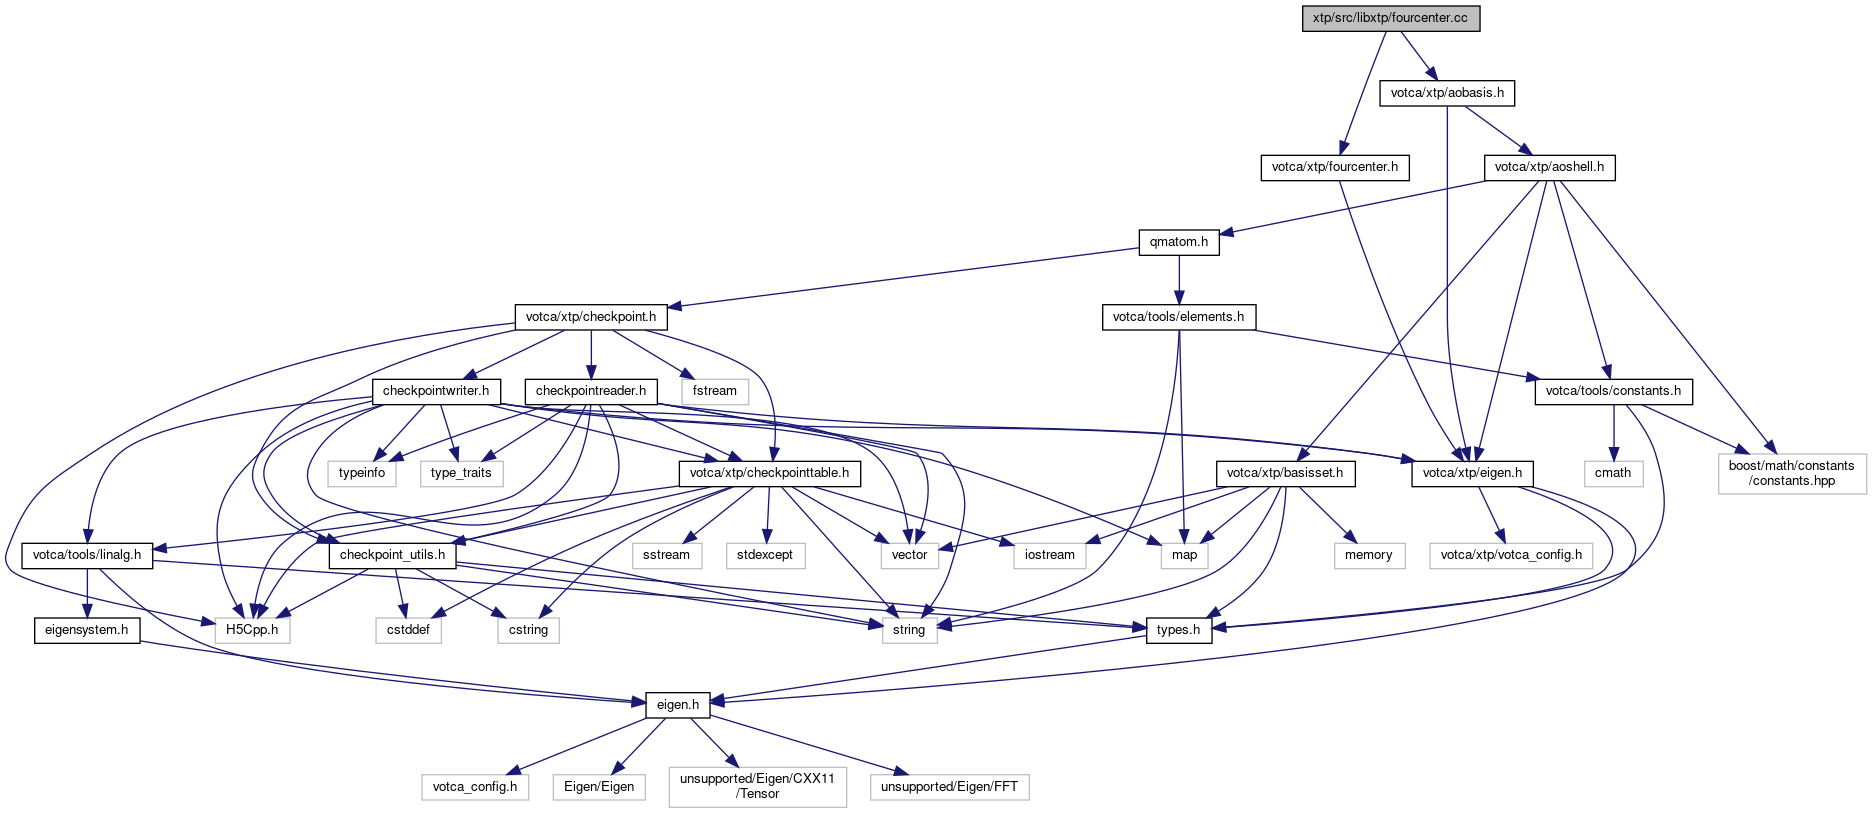 xtp/src/libxtp/fourcenter.cc
votca/xtp/aobasis.h
votca/xtp/fourcenter.h
votca/xtp/aoshell.h
qmatom.h
votca/xtp/checkpoint.h
votca/tools/elements.h
checkpointwriter.h
checkpointreader.h
fstream
votca/tools/constants.h
typeinfo
type_traits
votca/xtp/checkpointtable.h
votca/xtp/basisset.h
votca/xtp/eigen.h
cmath
boost/math/constants
/constants.hpp
votca/tools/linalg.h
checkpoint_utils.h
sstream
stdexcept
vector
iostream
map
memory
votca/xtp/votca_config.h
eigensystem.h
H5Cpp.h
cstddef
cstring
string
types.h
eigen.h
votca_config.h
Eigen/Eigen
unsupported/Eigen/CXX11
/Tensor
unsupported/Eigen/FFT